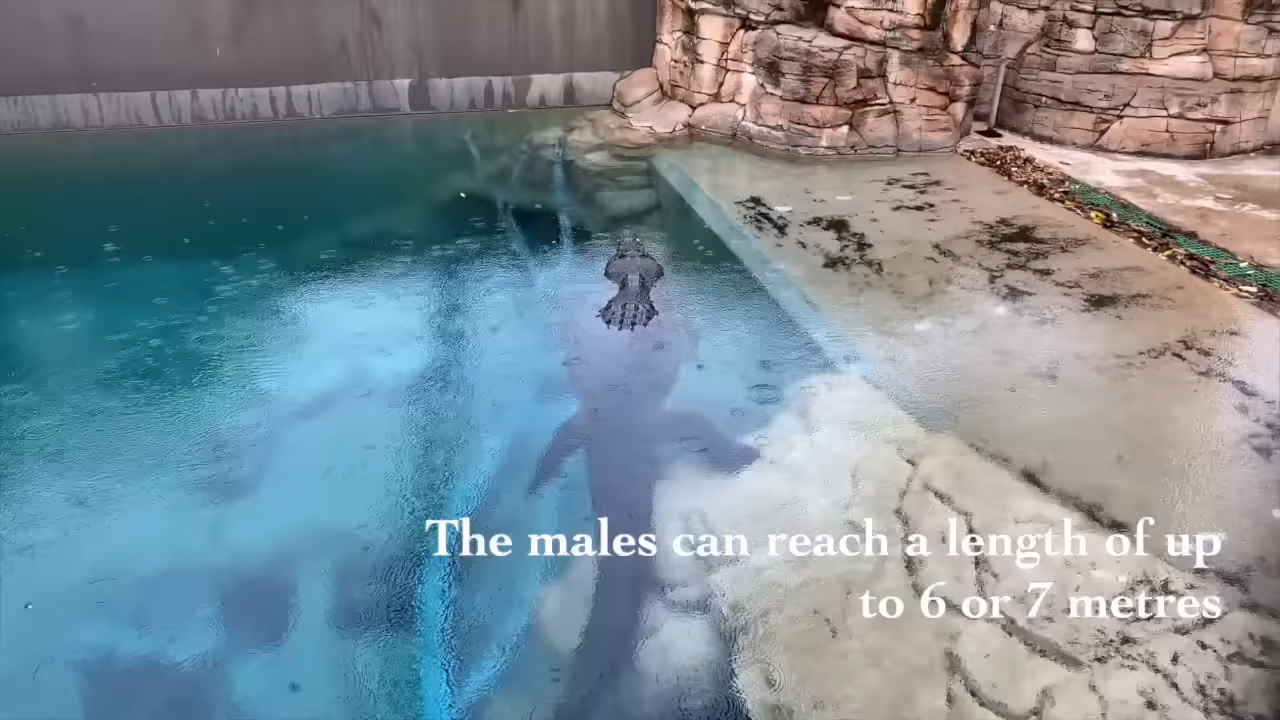 The males can reach a length of up
to 6 or 7 metres